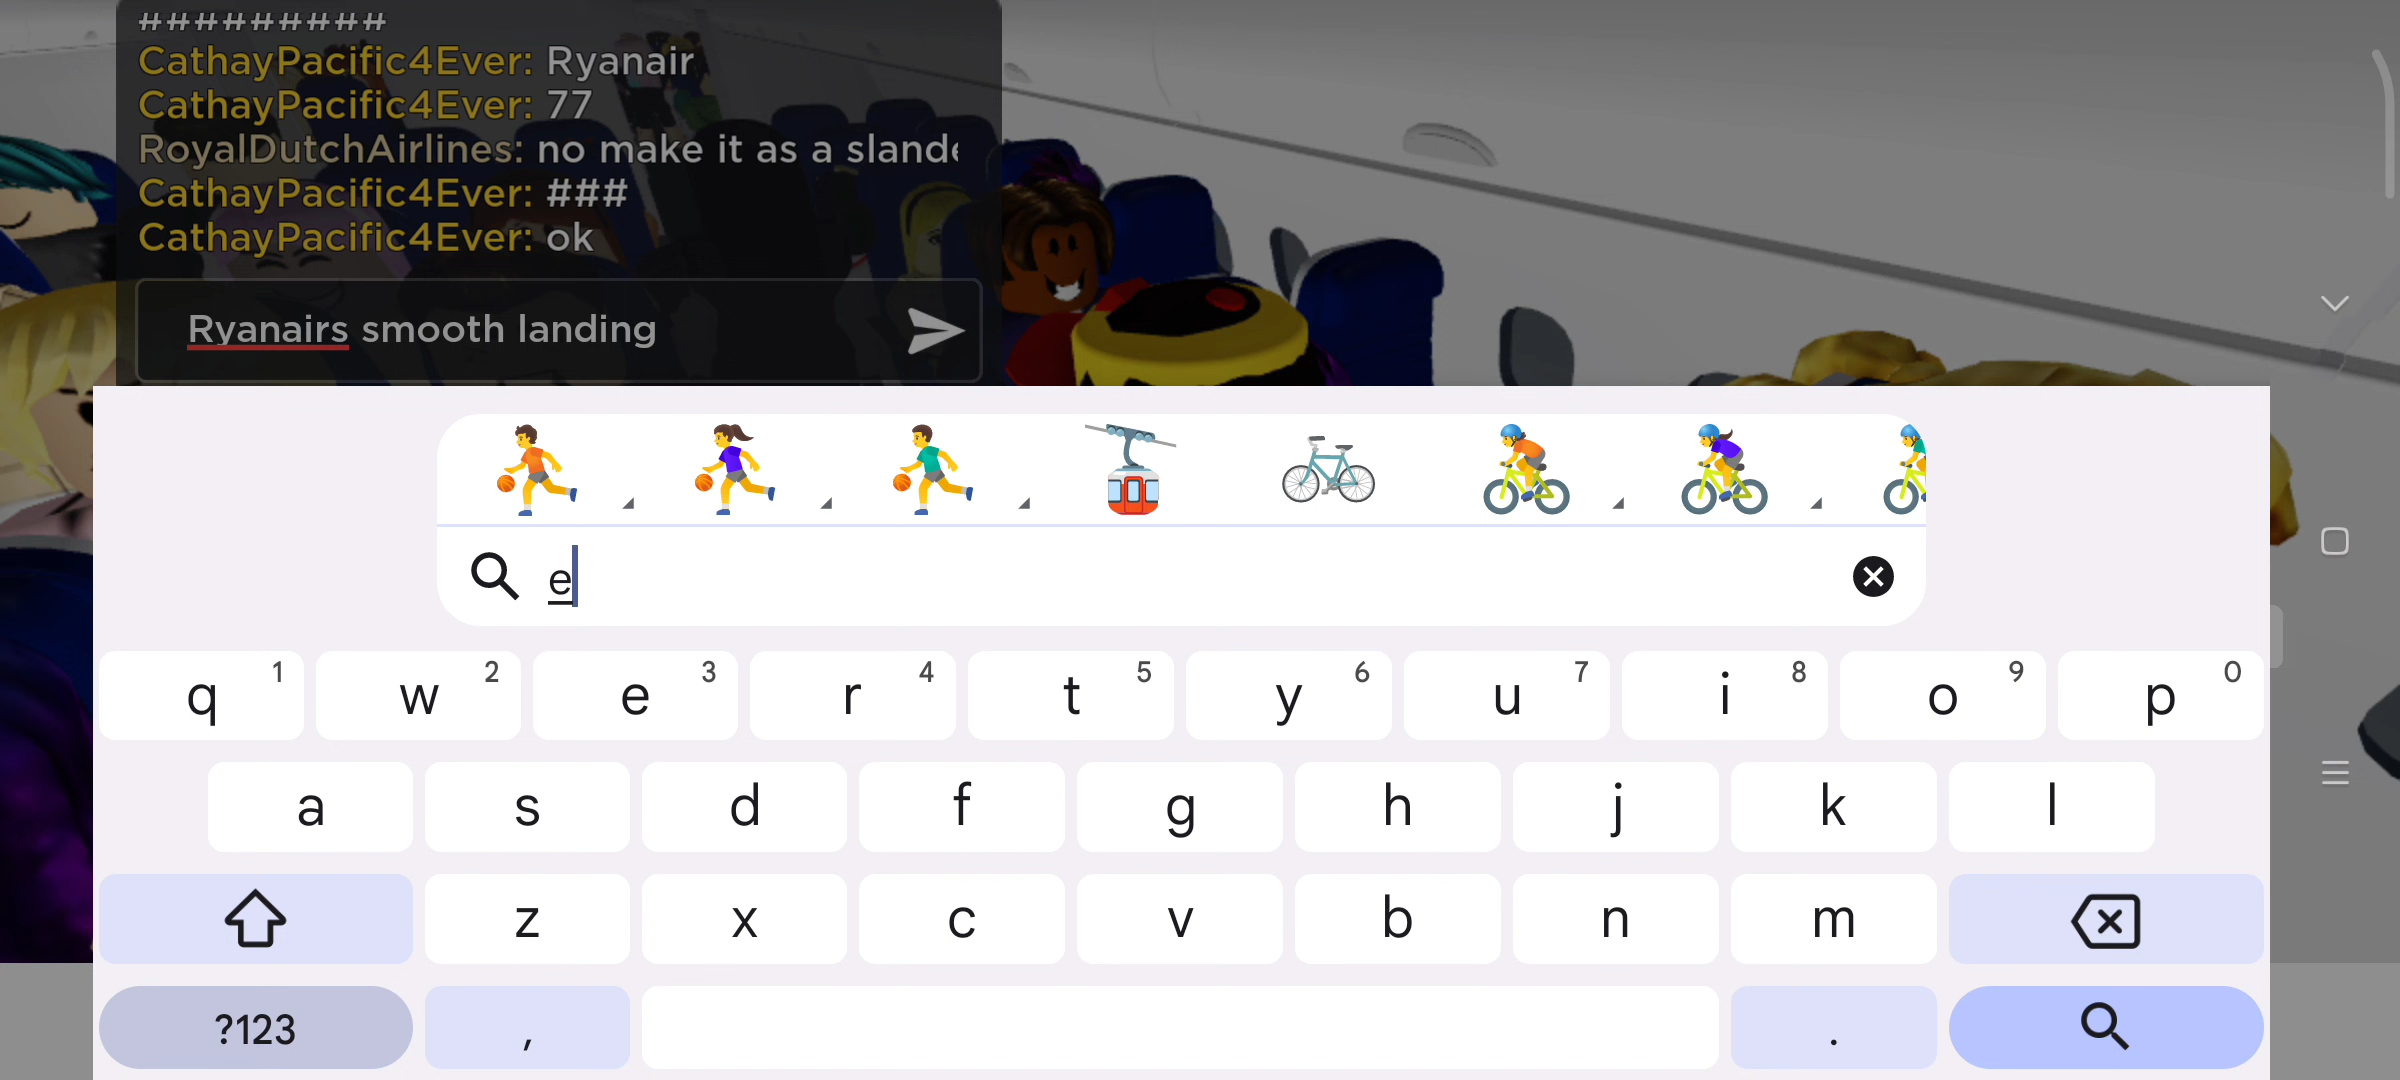 #########
CathayPacific4Ever: Ryanair
CathayPacific4Ever: 77
RoyalDutchAirlines: no make it as a slande
CathayPacific4Ever: ###
CathayPacific4Ever: ok
Ryanairs smooth landing
e
q 1 w 2 e 3 r 4 t 5 y 6 u 7 i 8 o 9 p 0
a s d f g h j k l
z x c v b n m
?123 , .